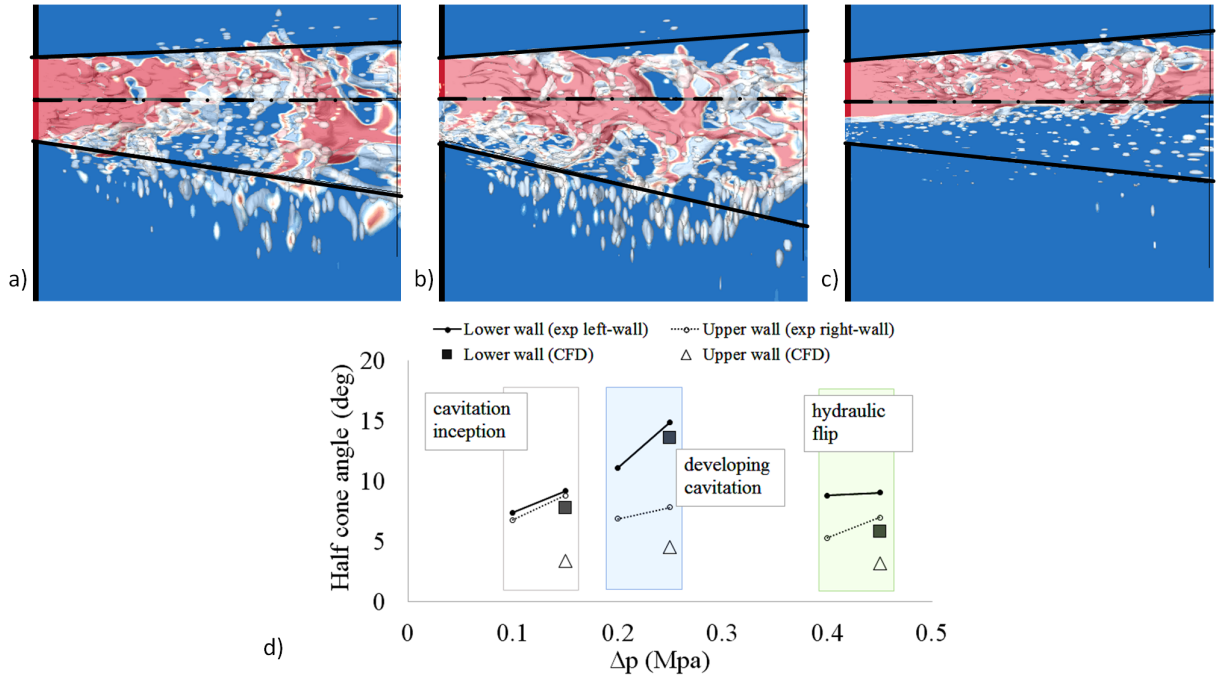 a)
b)
c)
Lower wall (exp left-wall)
Upper wall (exp right-wall)
Lower wall (CFD)
Upper wall (CFD)
20
15
10
5
0
Half cone angle (deg)
cavitation
inception
developing
cavitation
hydraulic
flip
0
0.1
0.2
0.3
0.4
0.5
Δp (Mpa)
d)